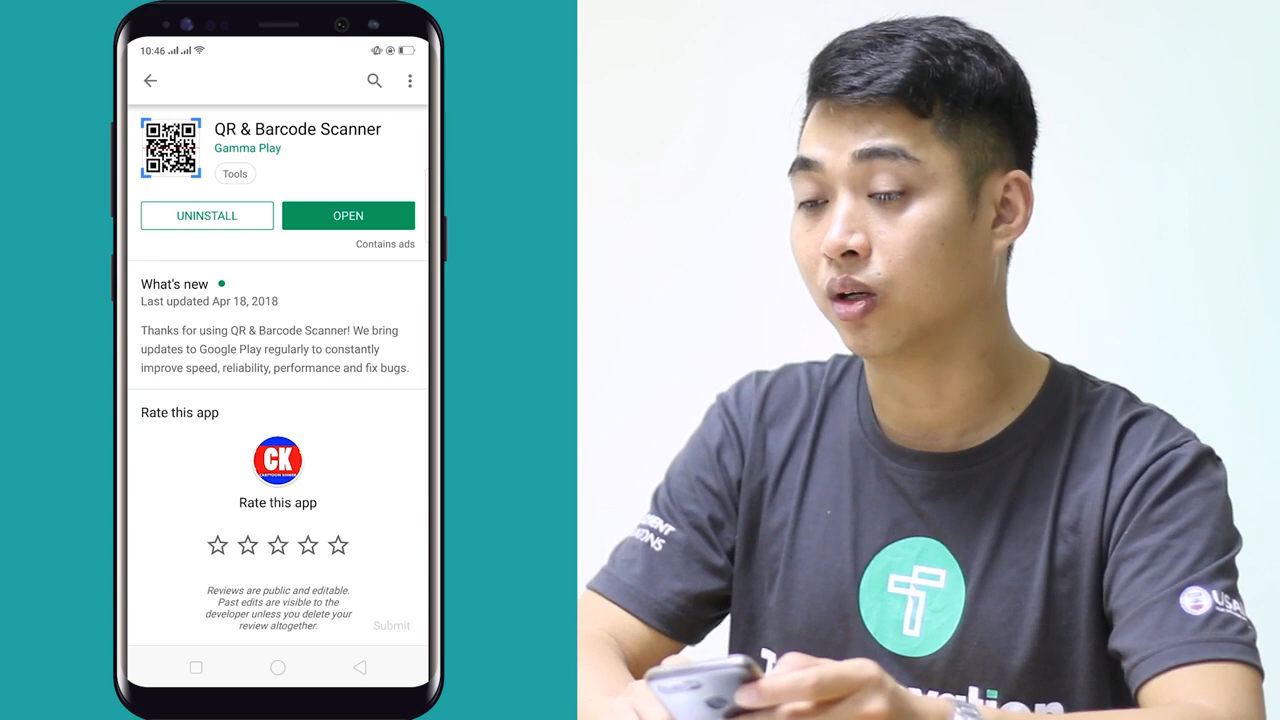 10:46
QR & Barcode Scanner
Gamma Play
Tools
UNINSTALL
OPEN
Contains ads
What's new
Last updated Apr 18, 2018
Thanks for using QR & Barcode Scanner! We bring
updates to Google Play regularly to constantly
improve speed, reliability, performance and fix bugs.
Rate this app
CK
CARTOON KHMER
Rate this app
Reviews are public and editable.
Past edits are visible to the
developer unless you delete your
review altogether.
Submit